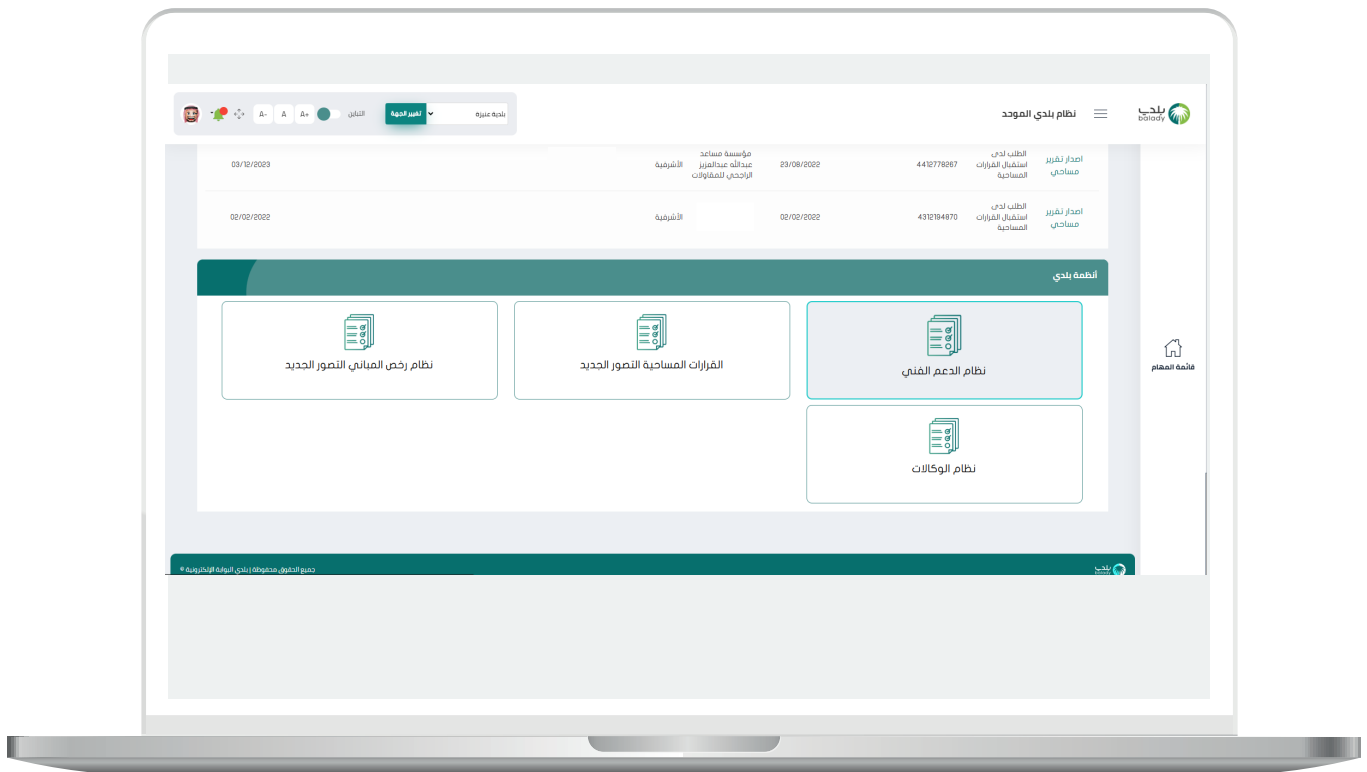 بلدي
balady
نظام بلدي الموحد
بلدية عنيزة
تغيير الجهة
التباين
A+
A
A-
اصدار تقرير
مساحي
الطلب لدى
استقبال القرارات
المساحية
4412778267
23/08/2022
مؤسسة مساعد
عبدالله عبدالعزيز
الراجحي للمقاولات
الأشرفية
03/12/2023
اصدار تقرير
مساحي
الطلب لدى
استقبال القرارات
المساحية
4312194870
02/02/2022
الأشرفية
02/02/2022
أنظمة بلدي
نظام الدعم الفني
القرارات المساحية التصور الجديد
نظام رخص المباني التصور الجديد
نظام الوكالات
قائمة المهام
بلدي
balady
جميع الحقوق محفوظة | بلدي البوابة الإلكترونية ©